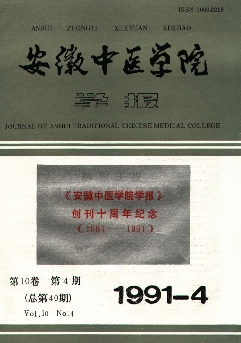 ISSN 1000-2219
ANHUI ZHONGYI XUEYUAN XUEBAO
安徽中医学院
学报
JOURNAL OF ANHUI TRADITIONAL CHINESE MEDICAL COLLEGE
《安徽中医学院学报》
创刊十周年纪念
(1981——1991)
第10卷 第4期
(总第40期)
1991-4
Vol.10 No.4